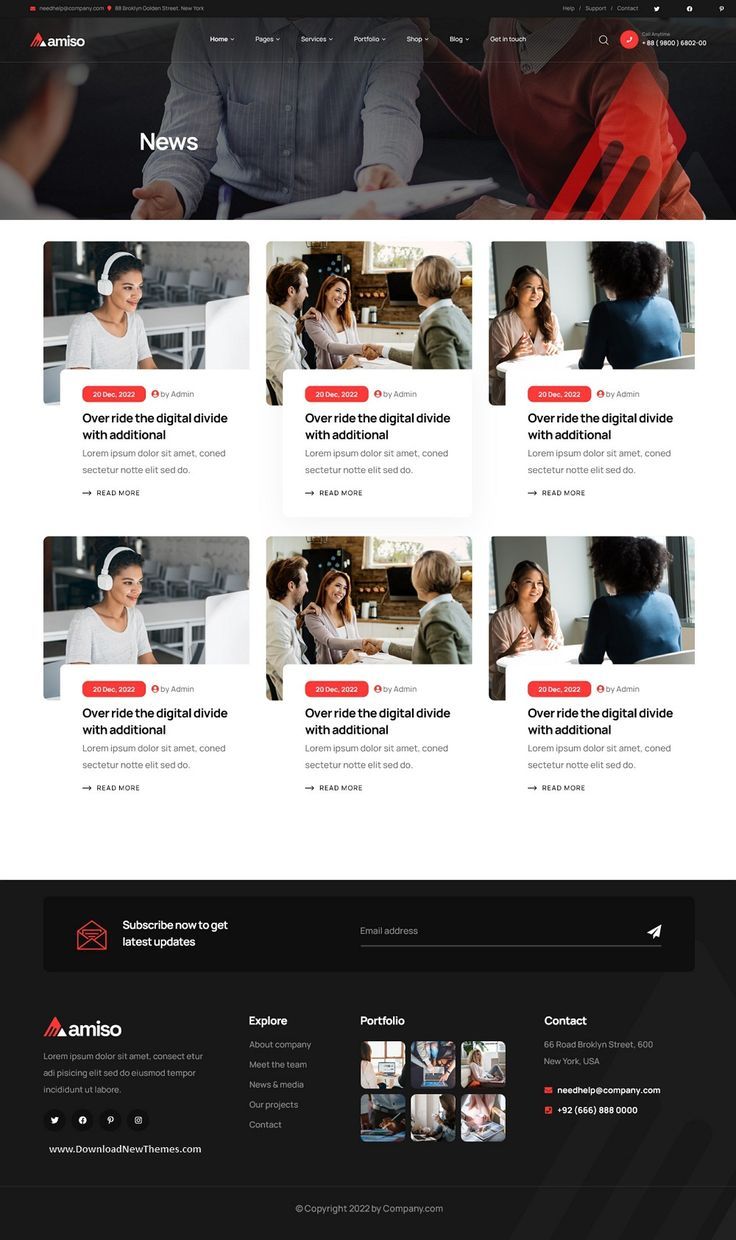 needhelp@company.com 88 Broklyn Golden Street. New York
Help / Support / Contact
amiso
Home Pages Services Portfolio Shop Blog Get in touch
Call Anytime
+ 88 ( 9800 ) 6802-00
News
20 Dec, 2022 by Admin
Over ride the digital divide
with additional
Lorem ipsum dolor sit amet, coned
sectetur notte elit sed do.
READ MORE
20 Dec, 2022 by Admin
Over ride the digital divide
with additional
Lorem ipsum dolor sit amet, coned
sectetur notte elit sed do.
READ MORE
20 Dec, 2022 by Admin
Over ride the digital divide
with additional
Lorem ipsum dolor sit amet, coned
sectetur notte elit sed do.
READ MORE
20 Dec, 2022 by Admin
Over ride the digital divide
with additional
Lorem ipsum dolor sit amet, coned
sectetur notte elit sed do.
READ MORE
20 Dec, 2022 by Admin
Over ride the digital divide
with additional
Lorem ipsum dolor sit amet, coned
sectetur notte elit sed do.
READ MORE
20 Dec, 2022 by Admin
Over ride the digital divide
with additional
Lorem ipsum dolor sit amet, coned
sectetur notte elit sed do.
READ MORE
Subscribe now to get
latest updates
Email address
amiso
Lorem ipsum dolor sit amet, consect etur
adi pisicing elit sed do eiusmod tempor
incididunt ut labore.
www.DownloadNewThemes.com
Explore
About company
Meet the team
News & media
Our projects
Contact
Portfolio
Contact
66 Road Broklyn Street, 600
New York, USA
needhelp@company.com
+92 (666) 888 0000
© Copyright 2022 by Company.com